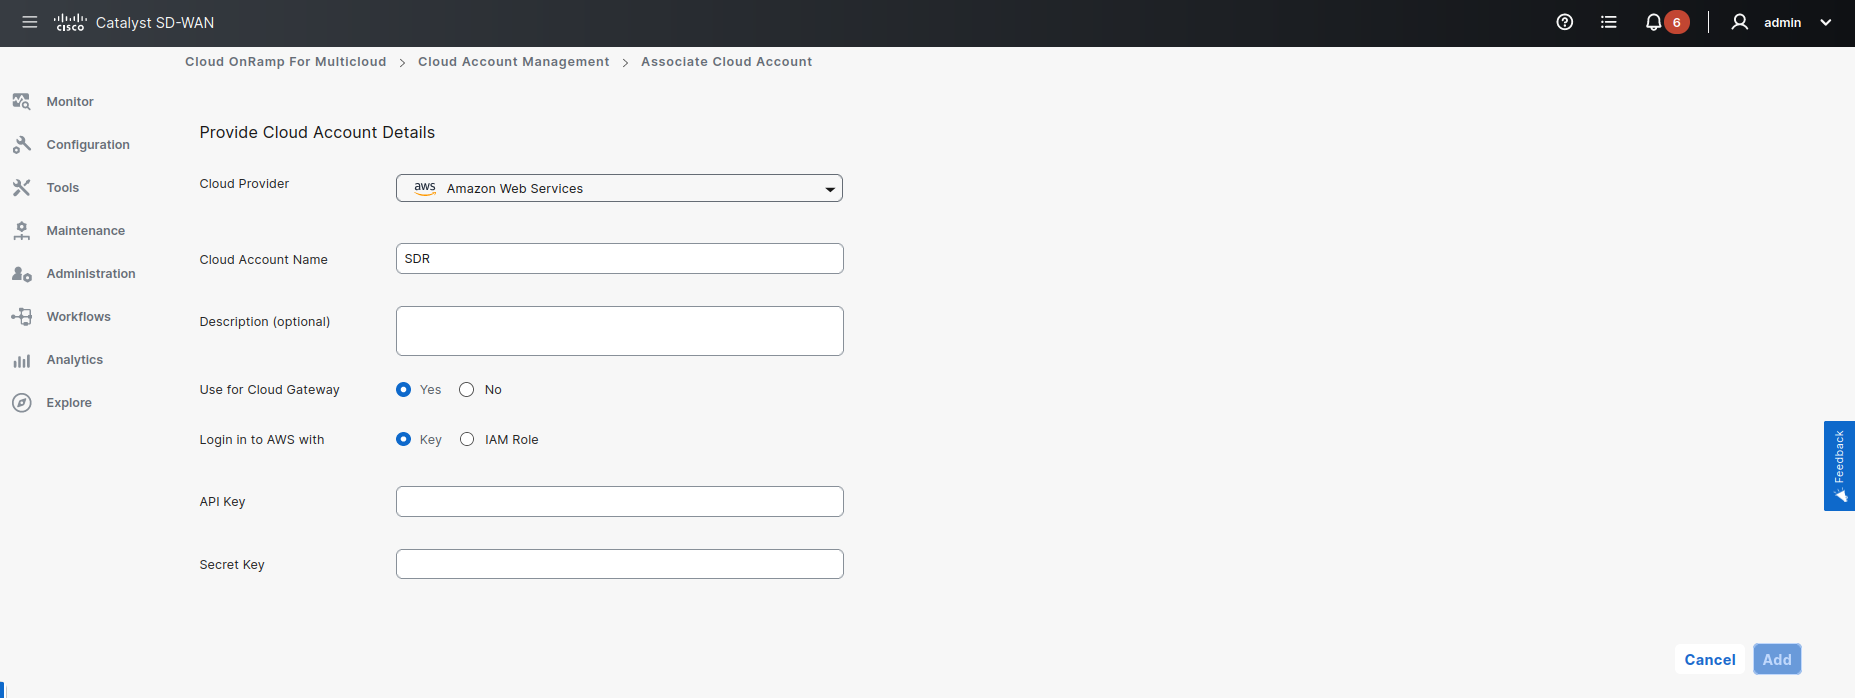 CISCO Catalyst SD-WAN 6 admin
Cloud OnRamp For Multicloud > Cloud Account Management > Associate Cloud Account
Monitor
Configuration
Tools
Maintenance
Administration
Workflows
Analytics
Explore
Provide Cloud Account Details
Cloud Provider aws Amazon Web Services
Cloud Account Name SDR
Description (optional)
Use for Cloud Gateway Yes No
Login in to AWS with Key IAM Role
API Key
Secret Key
Feedback
Cancel Add